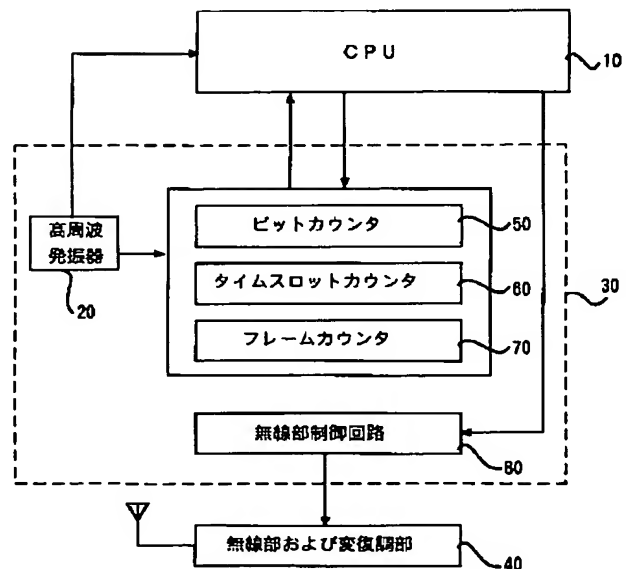 CPU
10
ビットカウンタ
50
高周波
発振器
20
タイムスロットカウンタ
60
30
フレームカウンタ
70
無線部制御回路
80
無線部および変復調部
40